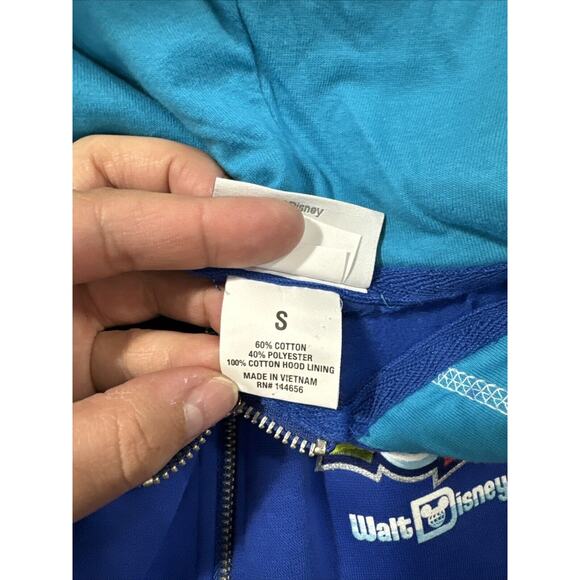 Disney
S
60% COTTON
40% POLYESTER
100% COTTON HOOD LINING
MADE IN VIETNAM
RN# 144656
Walt Disney